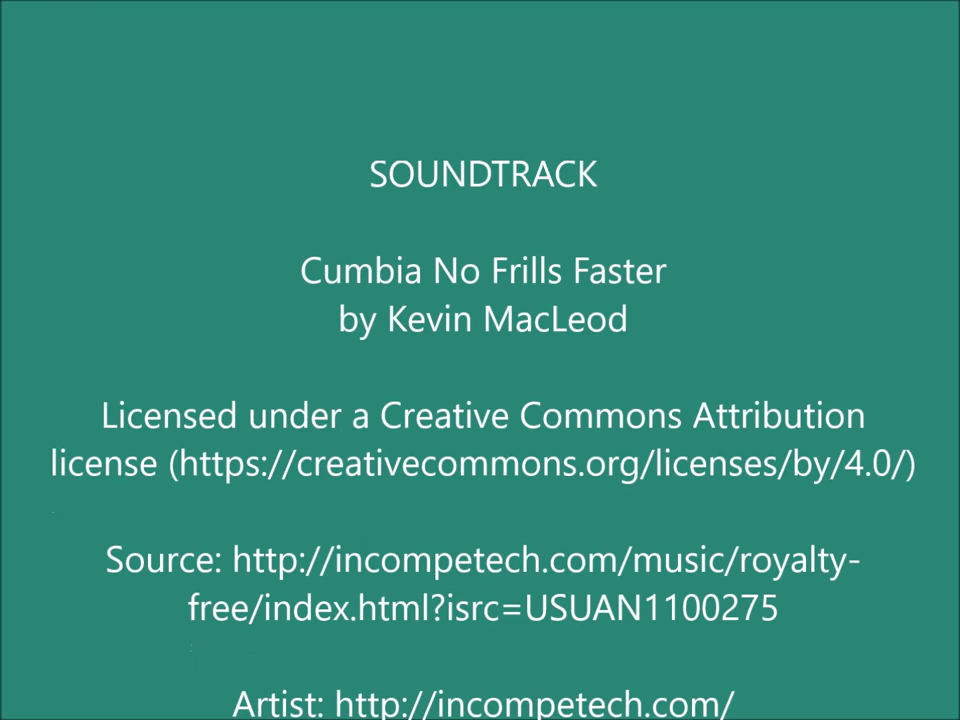 SOUNDTRACK
Cumbia No Frills Faster
by Kevin MacLeod
Licensed under a Creative Commons Attribution
license (https://creativecommons.org/licenses/by/4.0/)
Source: http://incompetech.com/music/royalty-
free/index.html?isrc=USUAN1100275
Artist: http://incompetech.com/